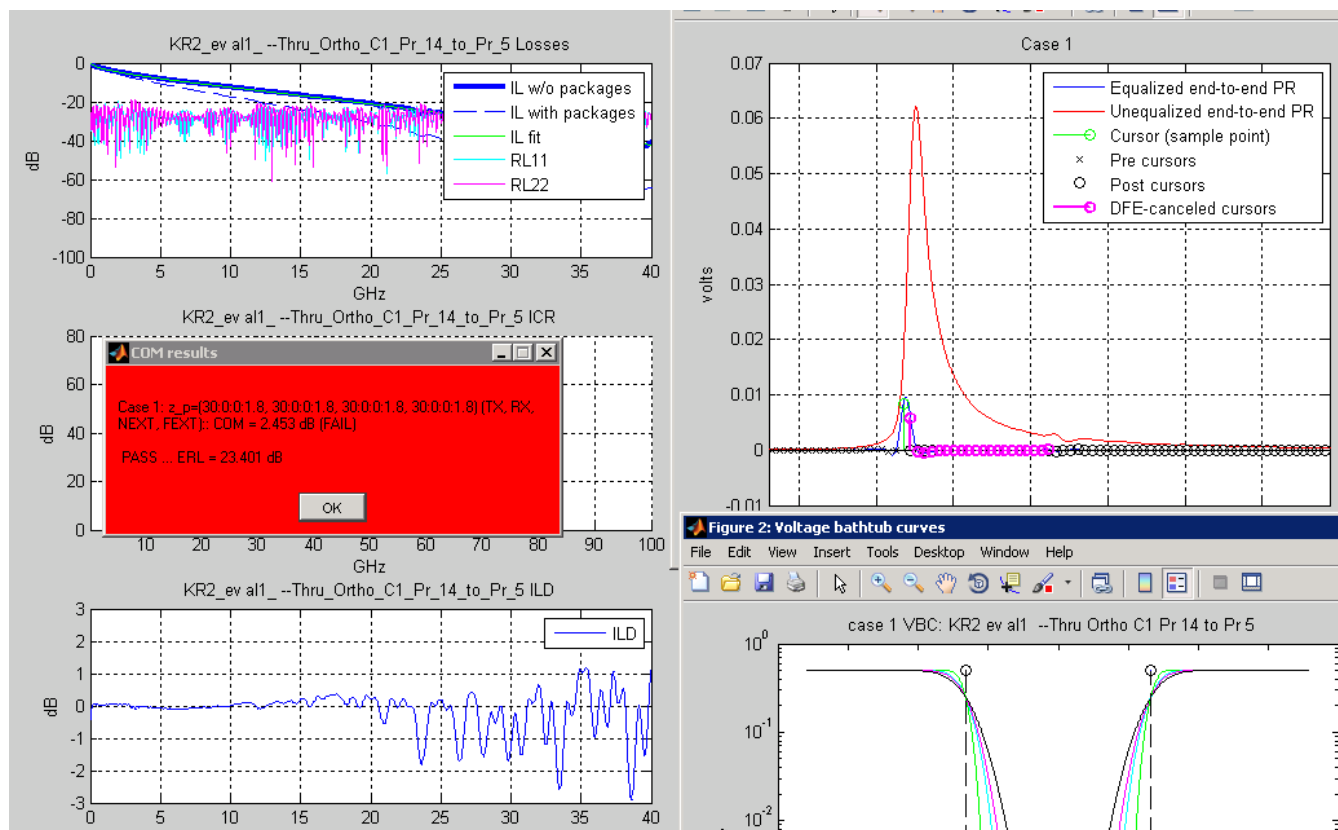 KR2_ev al1_ --Thru_Ortho_C1_Pr_14_to_Pr_5 Losses
0
-20
-40
-60
-80
-100
dB
IL w/o packages
IL with packages
IL fit
RL11
RL22
0 5 10 15 20 25 30 35 40
GHz
KR2_ev al1_ --Thru_Ortho_C1_Pr_14_to_Pr_5 ICR
80
60
40
20
0
dB
COM results
Case 1: z_p=(30:0:0:1.8, 30:0:0:1.8, 30:0:0:1.8, 30:0:0:1.8) (TX, RX,
NEXT, FEXT):: COM = 2.453 dB (FAIL)
PASS ... ERL = 23.401 dB
OK
10 20 30 40 50 60 70 80 90 100
GHz
KR2_ev al1_ --Thru_Ortho_C1_Pr_14_to_Pr_5 ILD
3
2
1
0
-1
-2
-3
dB
ILD
0 5 10 15 20 25 30 35 40
Case 1
0.07
0.06
0.05
0.04
0.03
0.02
0.01
0
-0.01
volts
Equalized end-to-end PR
Unequalized end-to-end PR
Cursor (sample point)
Pre cursors
Post cursors
DFE-canceled cursors
Figure 2: Voltage bathtub curves
File Edit View Insert Tools Desktop Window Help
case 1 VBC: KR2 ev al1 --Thru Ortho C1 Pr 14 to Pr 5
10^0
10^-1
10^-2